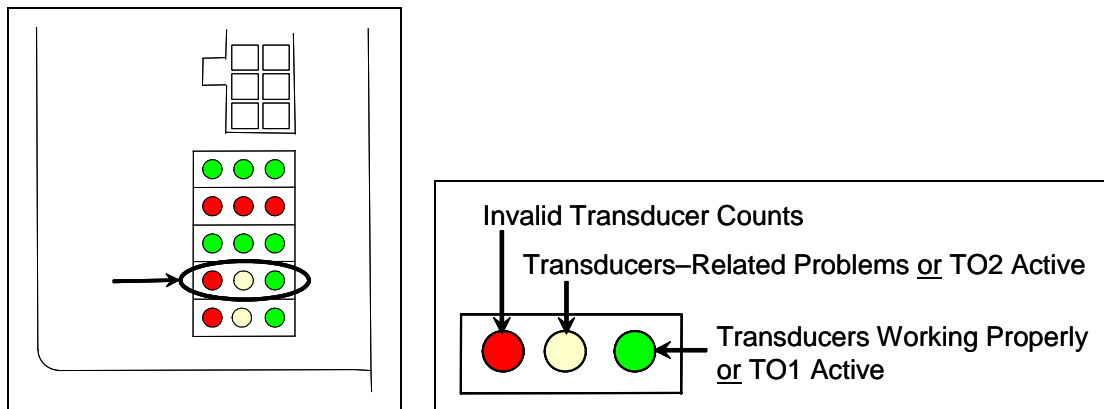 Invalid Transducer Counts
Transducers–Related Problems or TO2 Active
Transducers Working Properly
or TO1 Active